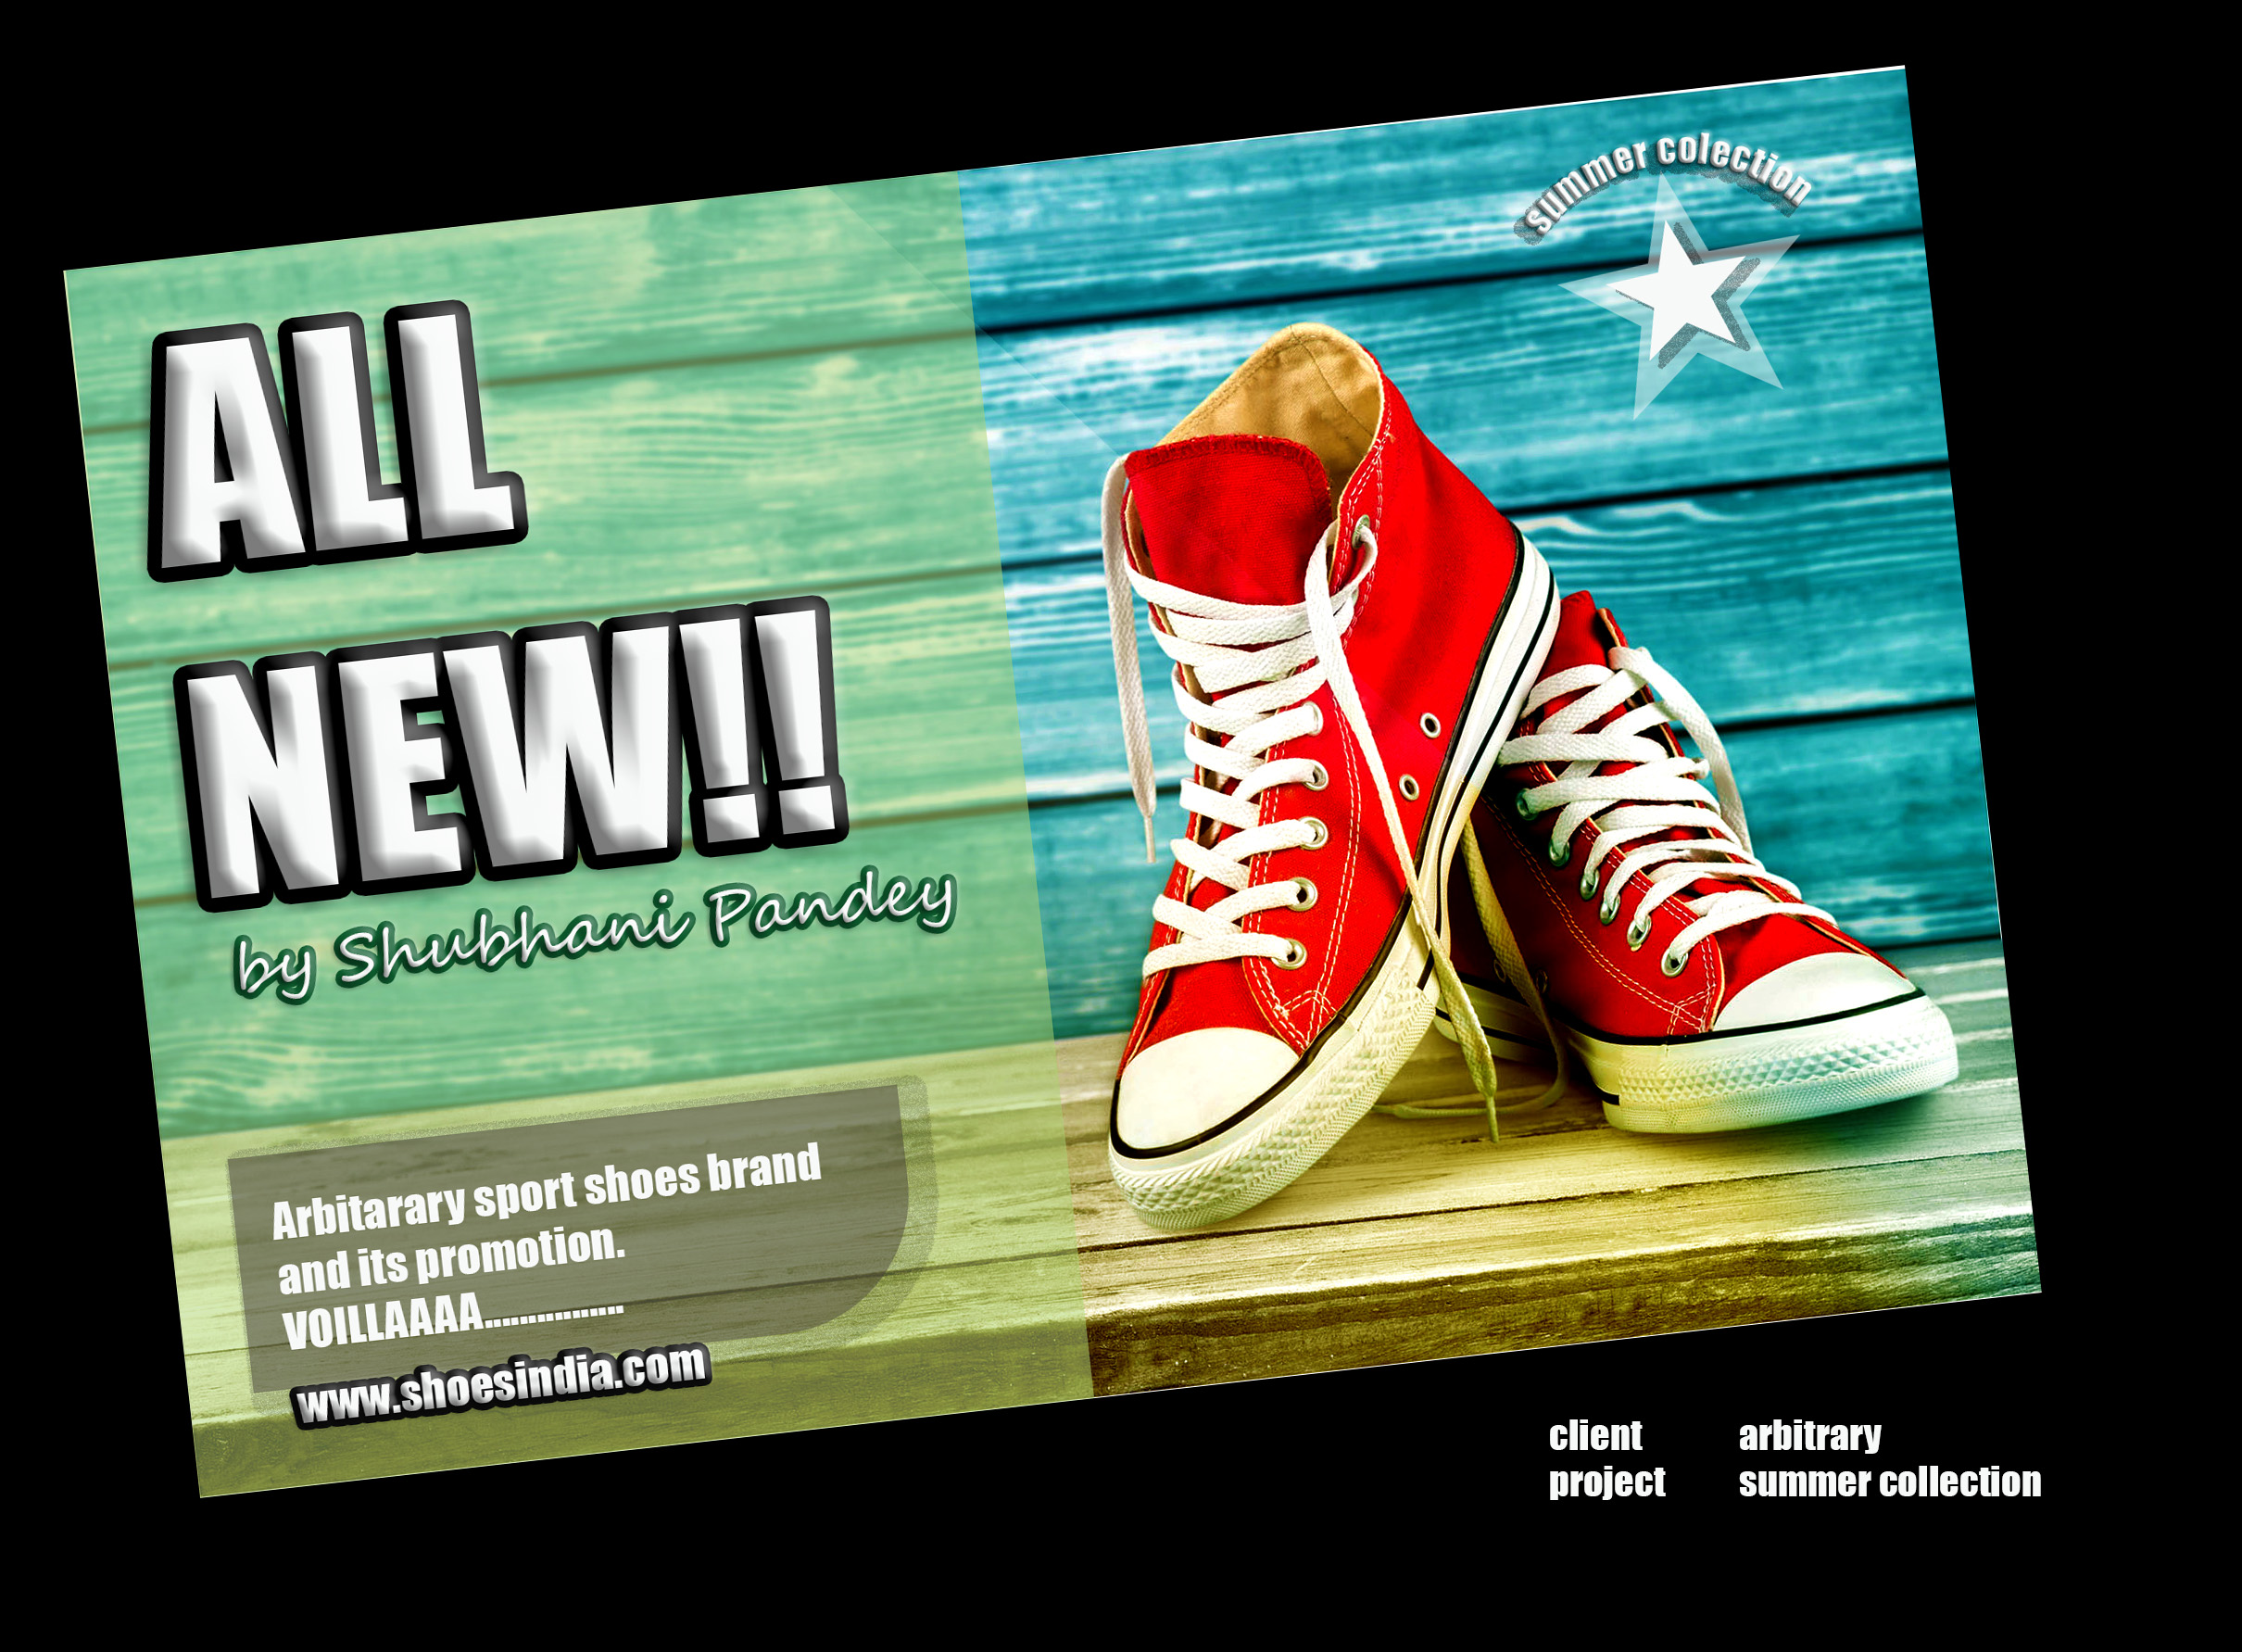 summer colection
ALL
NEW!!
by Shubhani Pandey
Arbitarary sport shoes brand
and its promotion.
VOILLAAAA................
www.shoesindia.com
client arbitrary
project summer collection